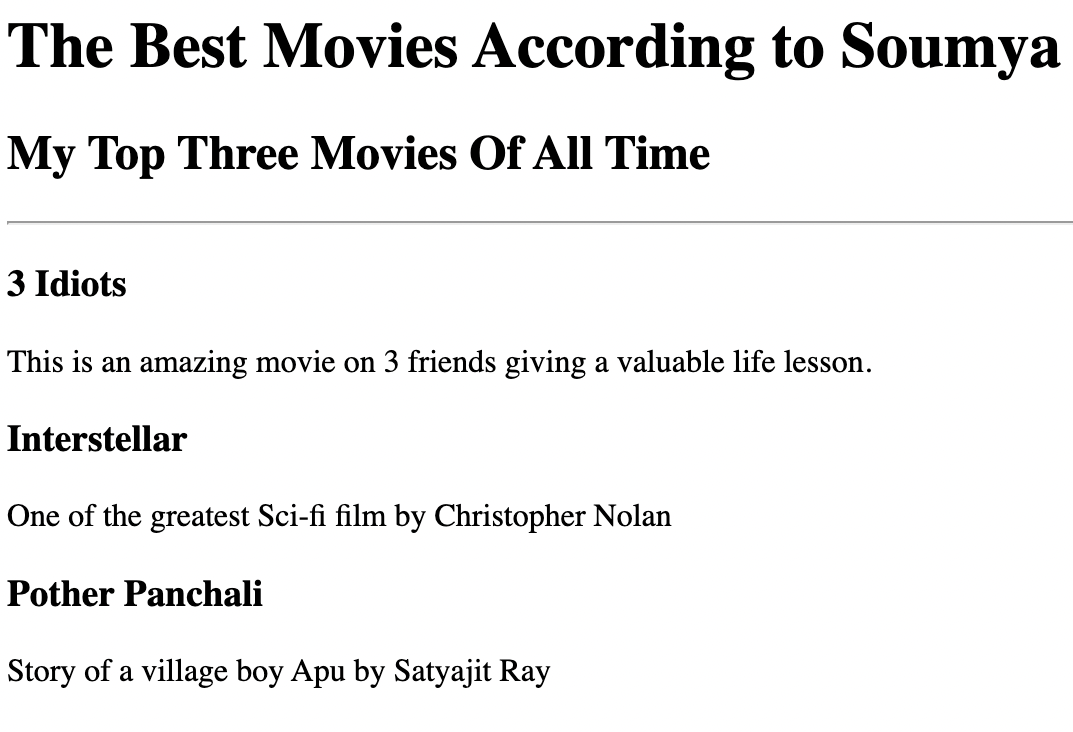 The Best Movies According to Soumya
My Top Three Movies Of All Time
3 Idiots
This is an amazing movie on 3 friends giving a valuable life lesson.
Interstellar
One of the greatest Sci-fi film by Christopher Nolan
Pother Panchali
Story of a village boy Apu by Satyajit Ray